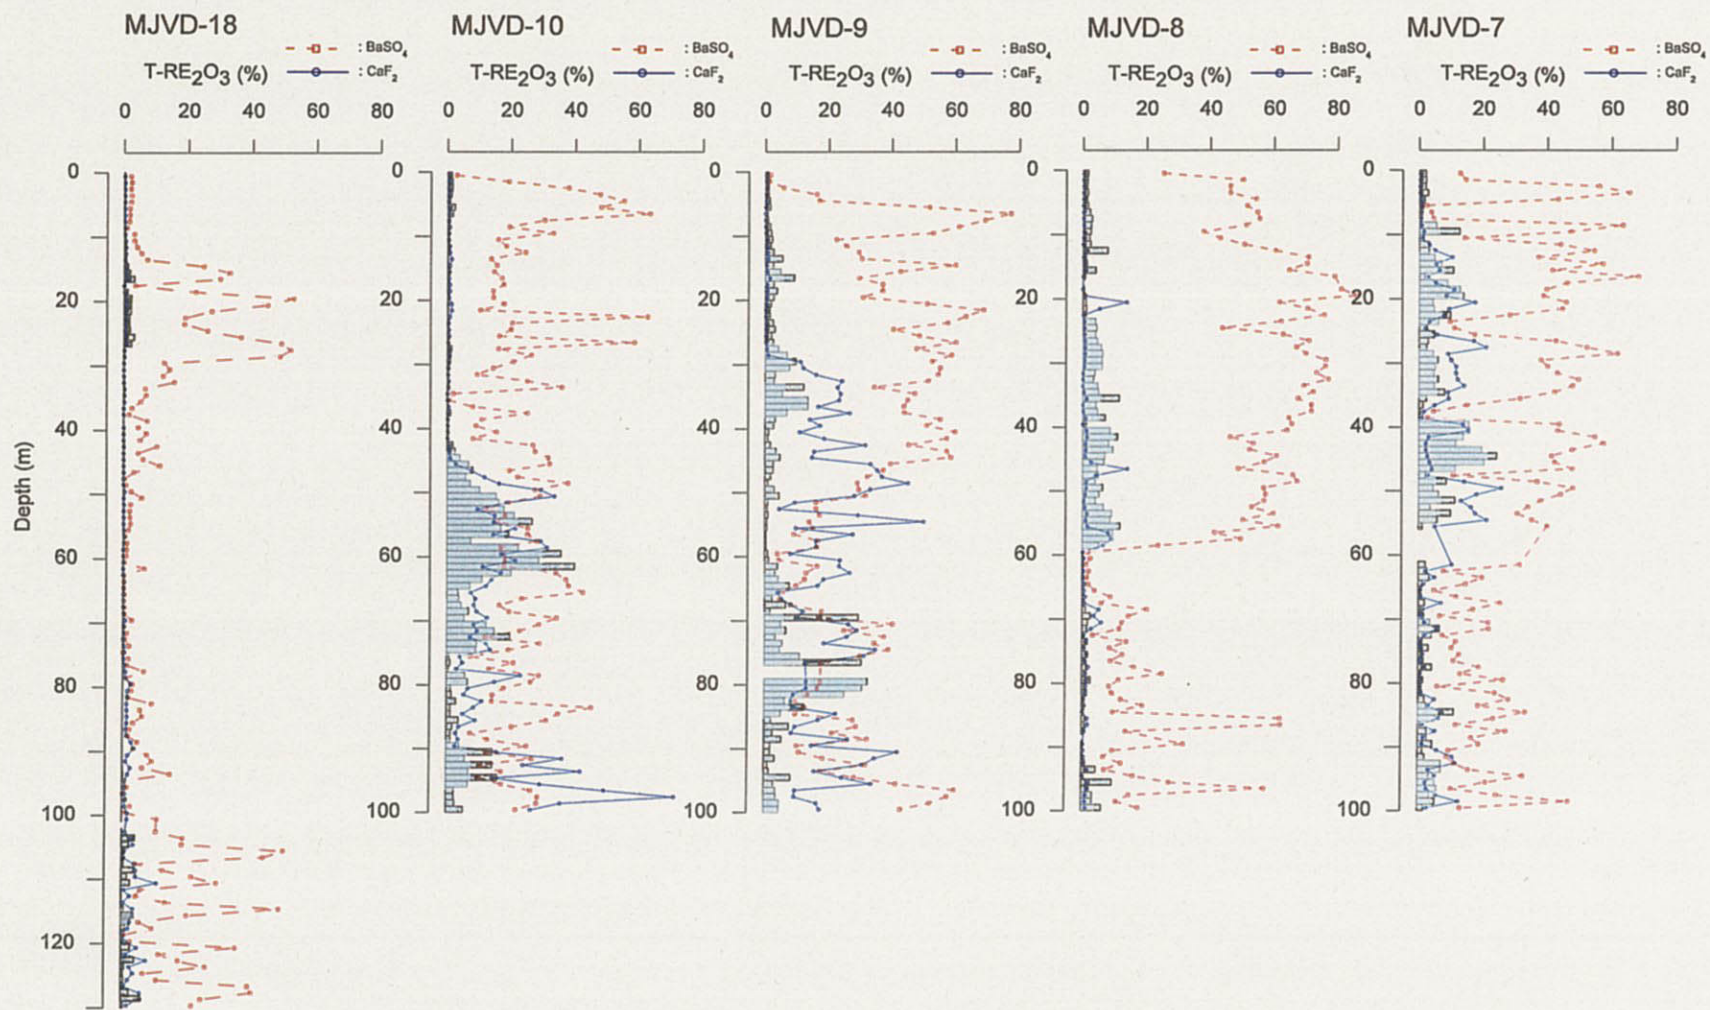 MJVD-18 MJVD-10 MJVD-9 MJVD-8 MJVD-7
: BaSO₄ : BaSO₄ : BaSO₄ : BaSO₄ : BaSO₄
T-RE₂O₃ (%) : CaF₂ T-RE₂O₃ (%) : CaF₂ T-RE₂O₃ (%) : CaF₂ T-RE₂O₃ (%) : CaF₂ T-RE₂O₃ (%) : CaF₂
0 20 40 60 80 0 20 40 60 80 0 20 40 60 80 0 20 40 60 80 0 20 40 60 80
0 0 0 0 0
20 20 20 20 20
40 40 40 40 40
Depth (m)
60 60 60 60 60
80 80 80 80 80
100 100 100 100 100
120